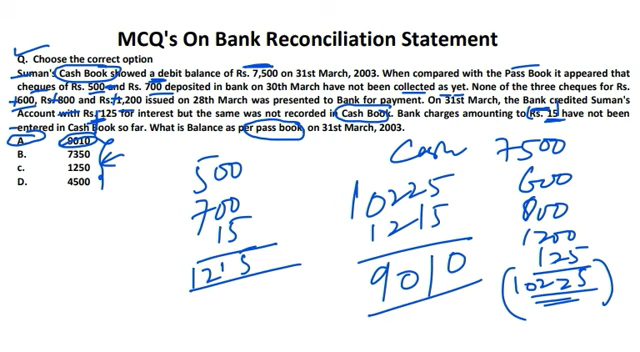 MCQ's On Bank Reconciliation Statement
Q. Choose the correct option
Suman's Cash Book showed a debit balance of Rs. 7,500 on 31st March, 2003. When compared with the Pass Book it appeared that
cheques of Rs. 500 and Rs. 700 deposited in bank on 30th March have not been collected as yet. None of the three cheques for Rs.
600, Rs. 800 and Rs. 1,200 issued on 28th March was presented to Bank for payment. On 31st March, the Bank credited Suman's
Account with Rs. 125 for interest but the same was not recorded in Cash Book. Bank charges amounting to Rs. 15 have not been
entered in Cash Book so far. What is Balance as per pass book on 31st March, 2003.
A. 9010
B. 7350
c. 1250
D. 4500
500
700
15
1215
10225
1215
9010
Cash 7500
600
800
1200
125
10225